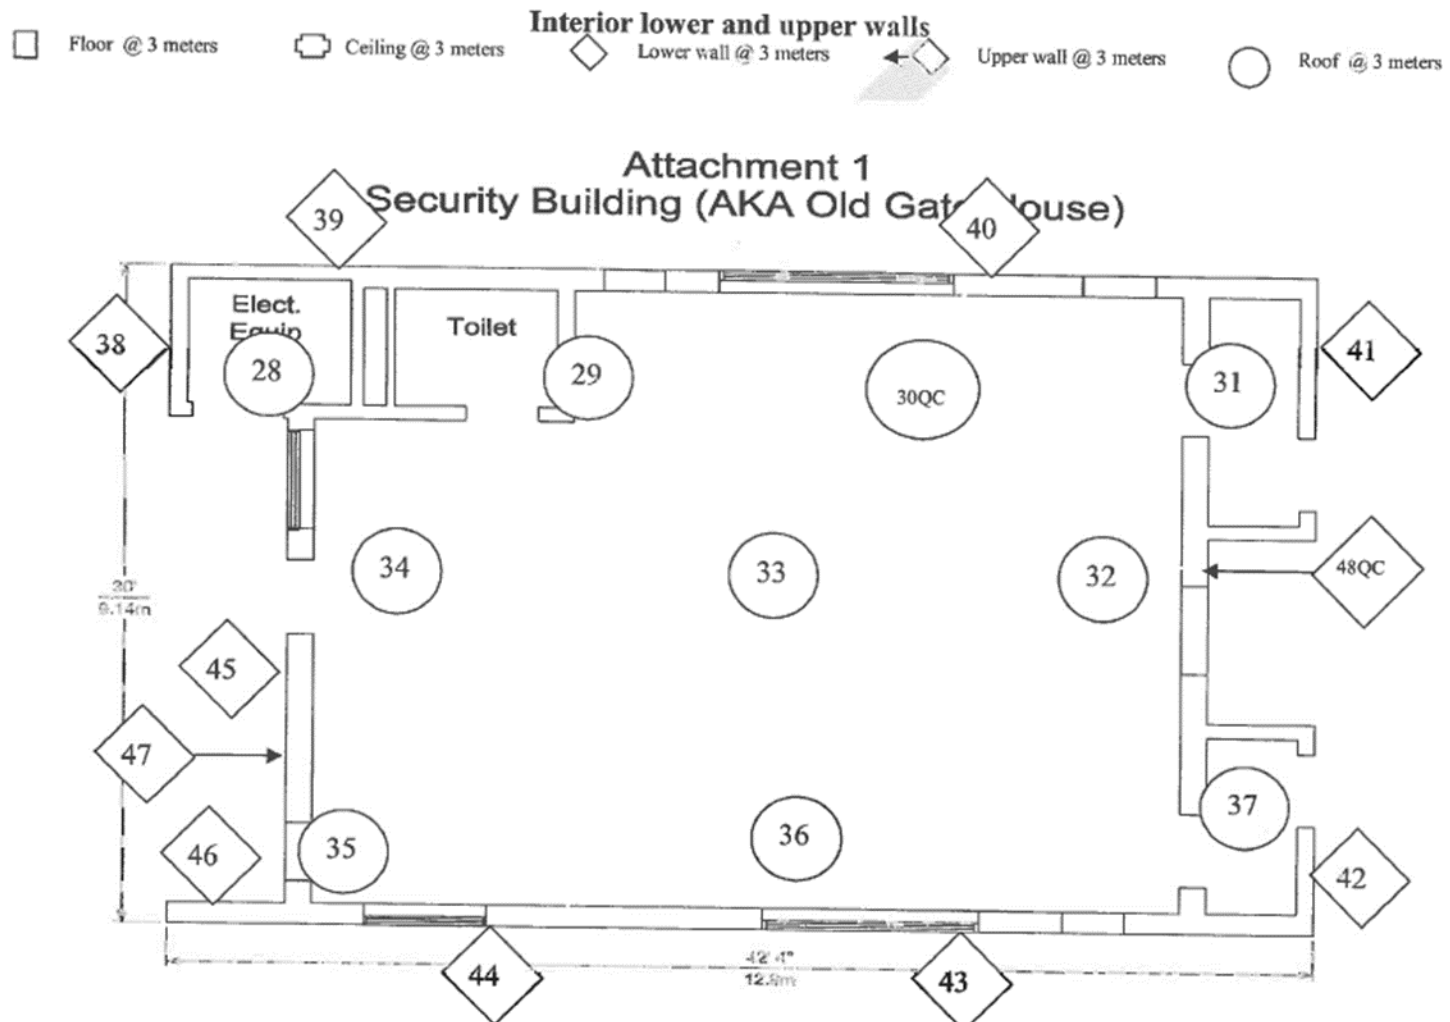 Interior lower and upper walls
Floor @ 3 meters
Ceiling @ 3 meters
Lower wall @ 3 meters
Upper wall @ 3 meters
Roof @ 3 meters
Attachment 1
Security Building (AKA Old Gate House)
39
40
Elect.
Equip
Toilet
38
28
29
30QC
31
41
34
33
32
48QC
30'
9.14m
45
47
46
35
36
37
42
44
43
42' 4"
12.9m